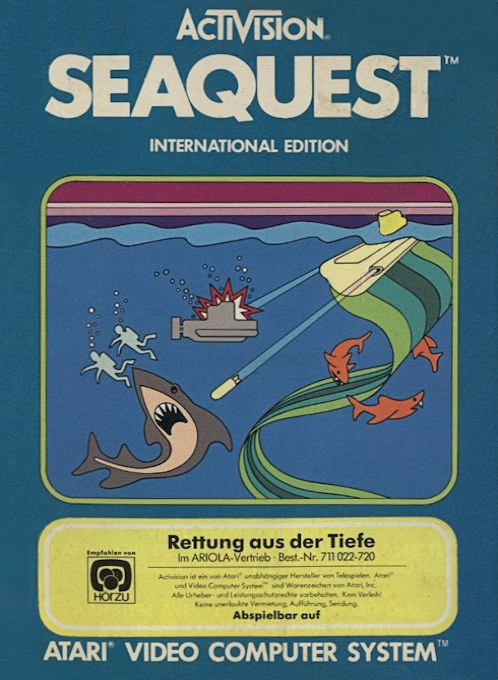 ACTIVISION®
SEAQUEST™
INTERNATIONAL EDITION
Rettung aus der Tiefe
Im ARIOLA-Vertrieb · Best.-Nr. 711 022-720
Empfohlen von
HÖRZU
Activision ist ein von Atari® unabhängiger Hersteller von Telespielen. Atari®
und Video Computer System™ sind Warenzeichen von Atari, Inc.
Alle Urheber- und Leistungsschutzrechte vorbehalten. Kein Verleih!
Keine unerlaubte Vermietung, Aufführung, Sendung.
Abspielbar auf
ATARI® VIDEO COMPUTER SYSTEM™